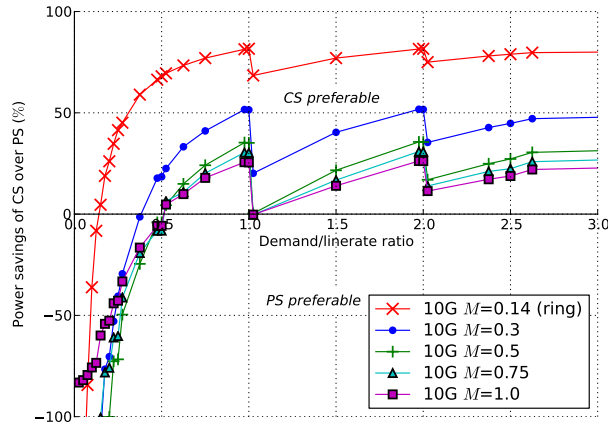 100
50
0
−50
−100
Power savings of CS over PS (%)
CS preferable
0.0
0.5
1.0
1.5
2.0
2.5
3.0
Demand/linerate ratio
PS preferable
10G M=0.14 (ring)
10G M=0.3
10G M=0.5
10G M=0.75
10G M=1.0